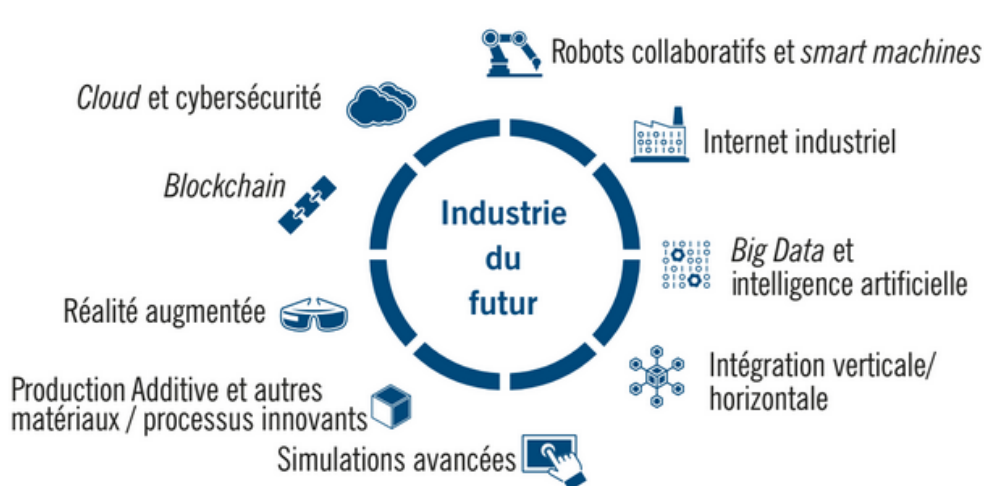 Robots collaboratifs et smart machines
Cloud et cybersécurité
Internet industriel
Blockchain
Industrie
du
futur
Big Data et
intelligence artificielle
Réalité augmentée
Intégration verticale/
horizontale
Production Additive et autres
matériaux / processus innovants
Simulations avancées